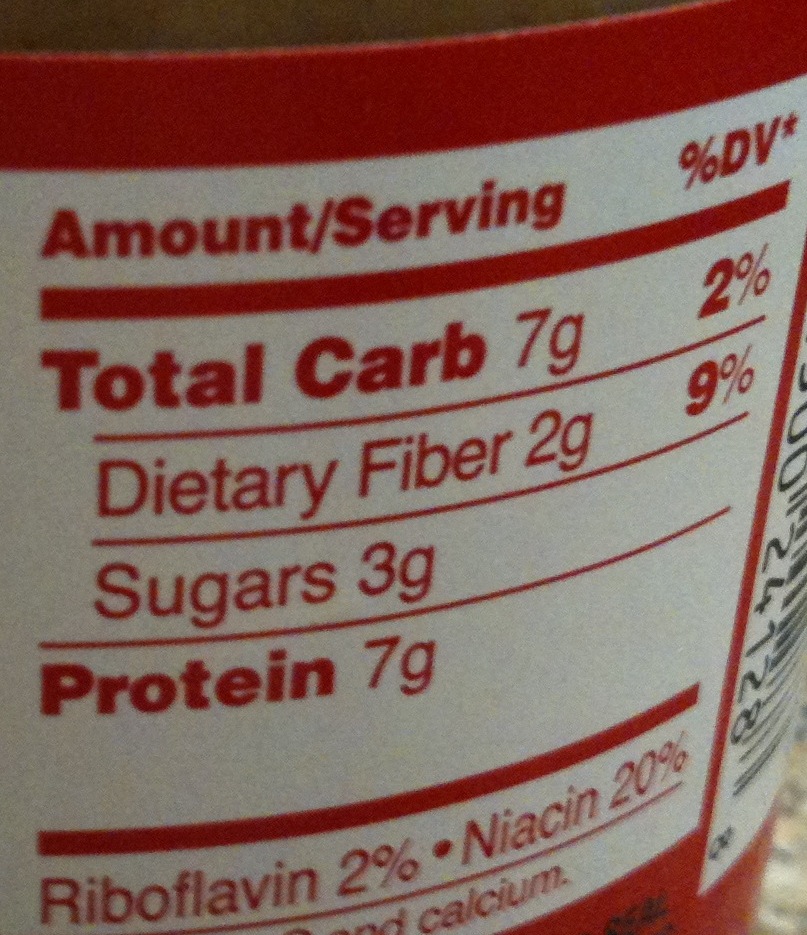 Amount/Serving %DV*
Total Carb 7g 2%
Dietary Fiber 2g 9%
Sugars 3g
Protein 7g
Riboflavin 2% • Niacin 20%
and calcium.